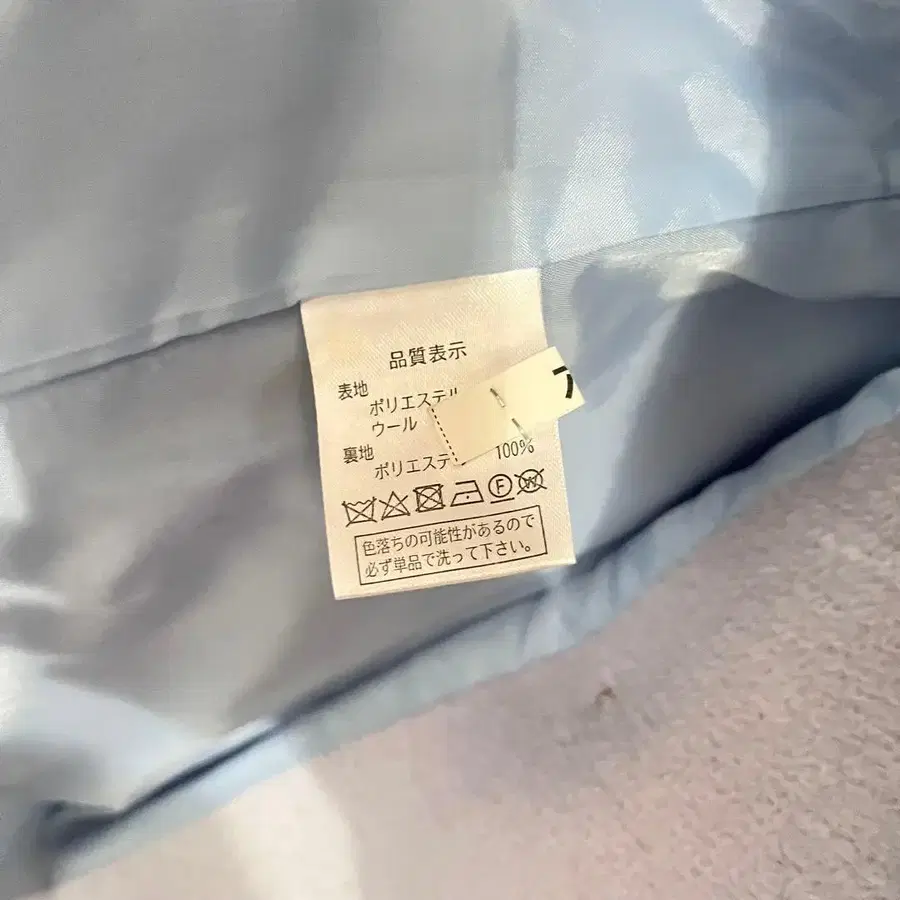 品質表示
表地
ポリエステル
ウール
裏地
ポリエステ 100%
F W
色落ちの可能性があるので
必ず単品で洗って下さい。